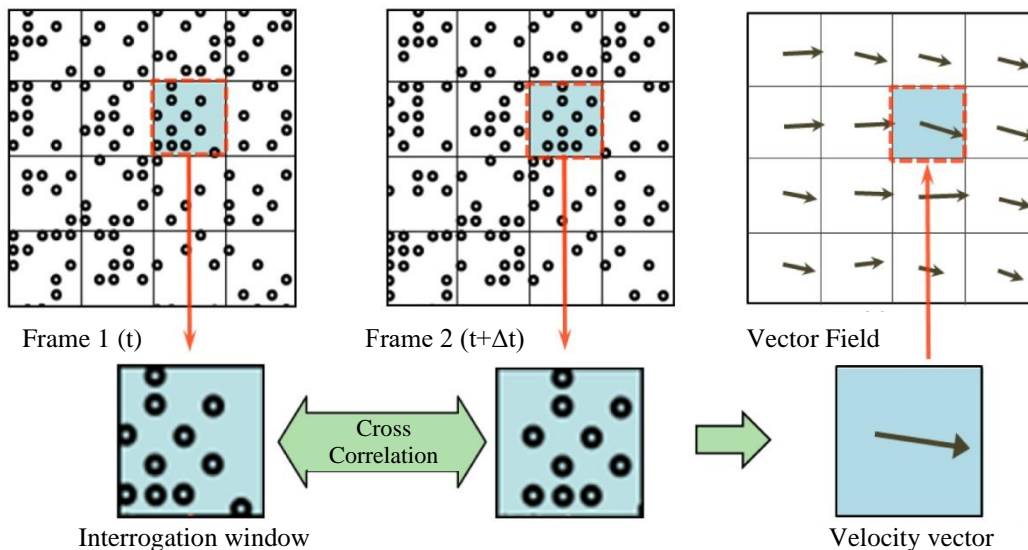 Frame 1 (t)
Frame 2 (t+Δt)
Vector Field
Cross
Correlation
Interrogation window
Velocity vector